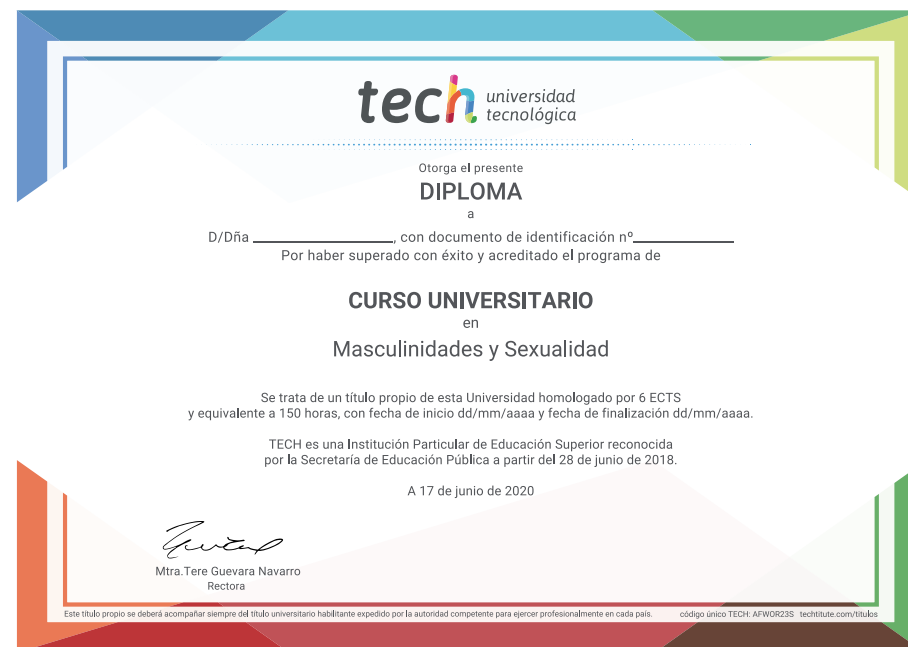 tech universidad
tecnológica
Otorga el presente
DIPLOMA
a
D/Dña ____________________, con documento de identificación nº______________
Por haber superado con éxito y acreditado el programa de
CURSO UNIVERSITARIO
en
Masculinidades y Sexualidad
Se trata de un título propio de esta Universidad homologado por 6 ECTS
y equivalente a 150 horas, con fecha de inicio dd/mm/aaaa y fecha de finalización dd/mm/aaaa.
TECH es una Institución Particular de Educación Superior reconocida
por la Secretaría de Educación Pública a partir del 28 de junio de 2018.
A 17 de junio de 2020
Mtra.Tere Guevara Navarro
Rectora
Este título propio se deberá acompañar siempre del título universitario habilitante expedido por la autoridad competente para ejercer profesionalmente en cada país. código único TECH: AFWOR23S techtitute.com/titulos